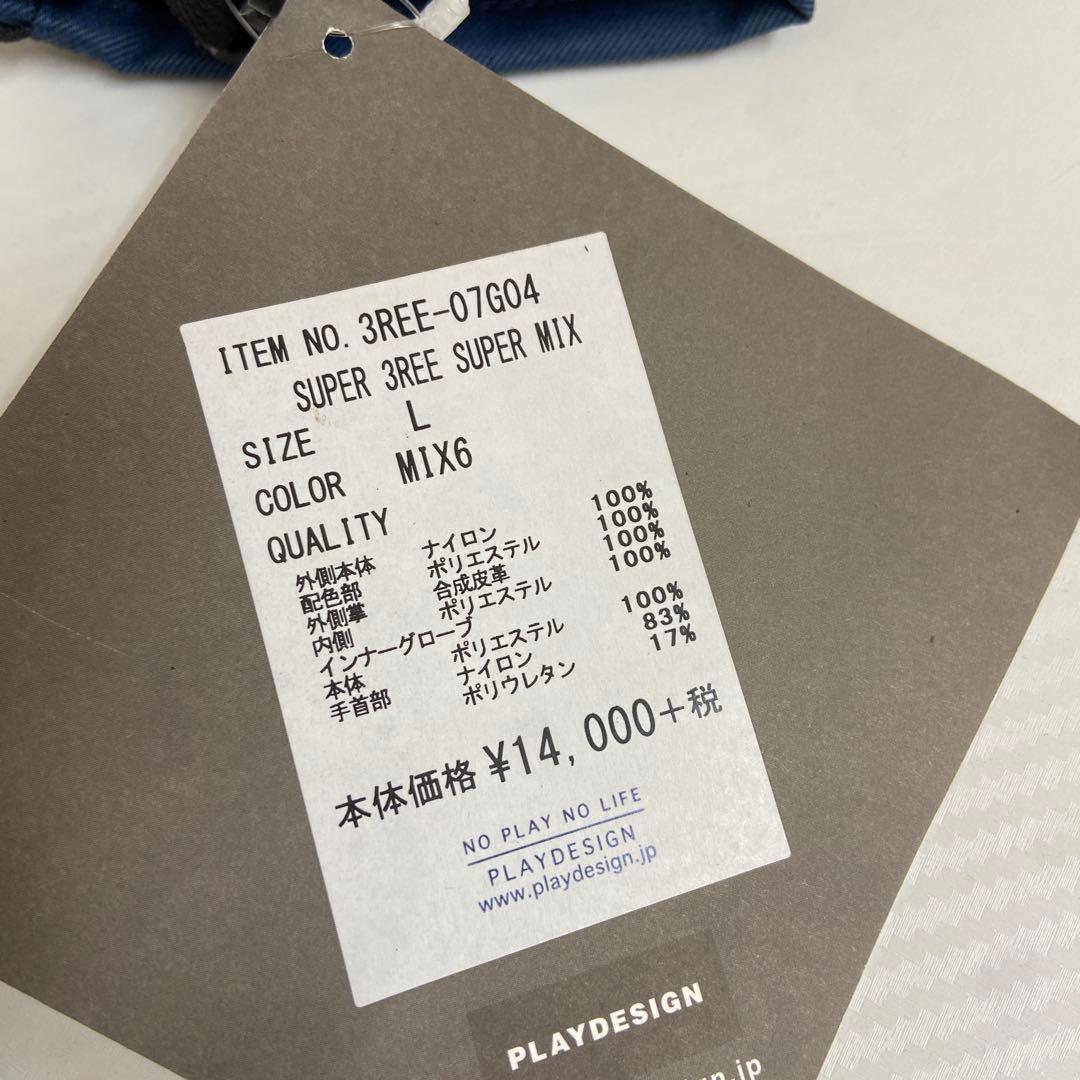 ITEM NO. 3REE-07G04
SUPER 3REE SUPER MIX
SIZE L
COLOR MIX6
QUALITY
外側本体 ナイロン 100%
配色部 ポリエステル 100%
外側掌 合成皮革 100%
内側 ポリエステル 100%
インナーグローブ
本体 ポリエステル 100%
手首部 ナイロン 83%
ポリウレタン 17%
本体価格 ¥14,000+税
NO PLAY NO LIFE
PLAYDESIGN
www.playdesign.jp
PLAYDESIGN
gn.jp